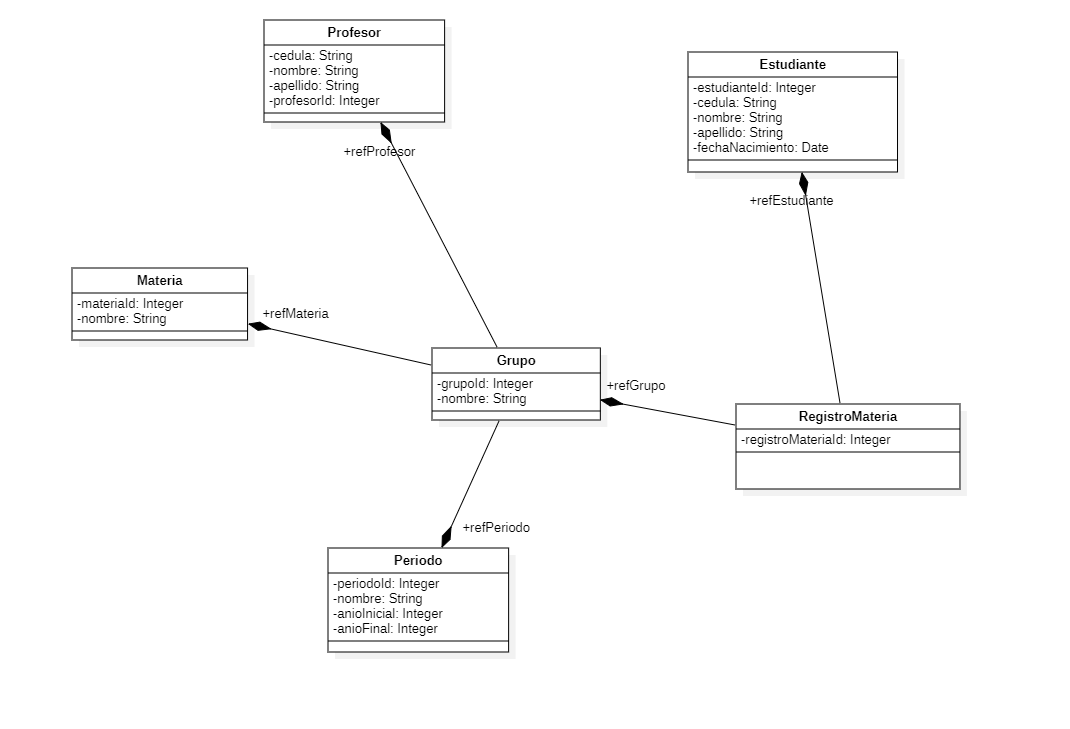 Profesor
-cedula: String
-nombre: String
-apellido: String
-profesorId: Integer
+refProfesor
Estudiante
-estudianteId: Integer
-cedula: String
-nombre: String
-apellido: String
-fechaNacimiento: Date
+refEstudiante
Materia
-materiaId: Integer
-nombre: String
+refMateria
Grupo
-grupoId: Integer
-nombre: String
+refGrupo
RegistroMateria
-registroMateriaId: Integer
+refPeriodo
Periodo
-periodoId: Integer
-nombre: String
-anioInicial: Integer
-anioFinal: Integer